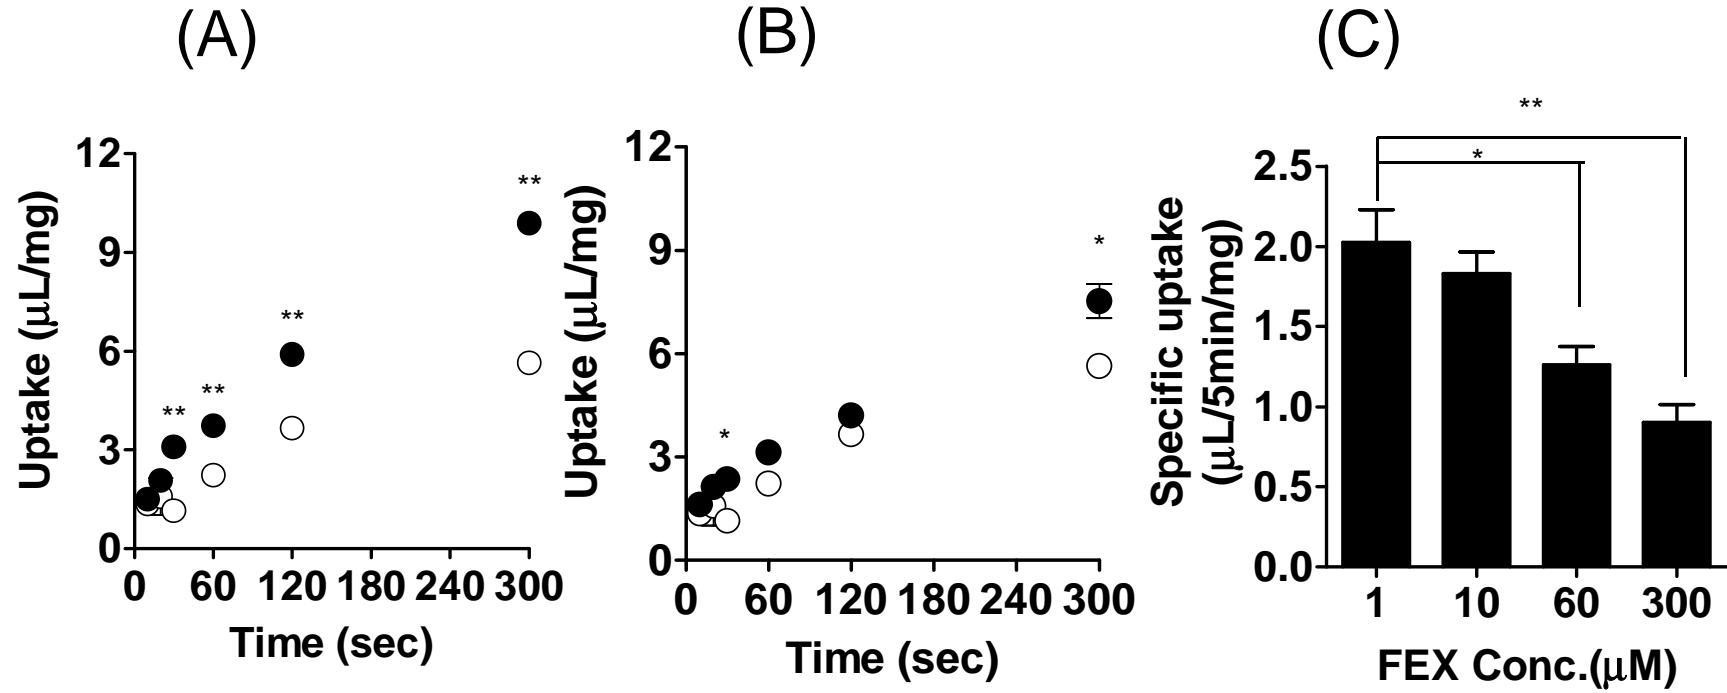 (A)
(B)
(C)
Uptake (μL/mg)
12
9
6
3
0
**
**
**
**
0 60 120 180 240 300
Time (sec)
Uptake (μL/mg)
12
9
6
3
0
*
*
0 60 120 180 240 300
Time (sec)
Specific uptake
(μL/5min/mg)
2.5
2.0
1.5
1.0
0.5
0.0
**
*
1 10 60 300
FEX Conc.(μM)